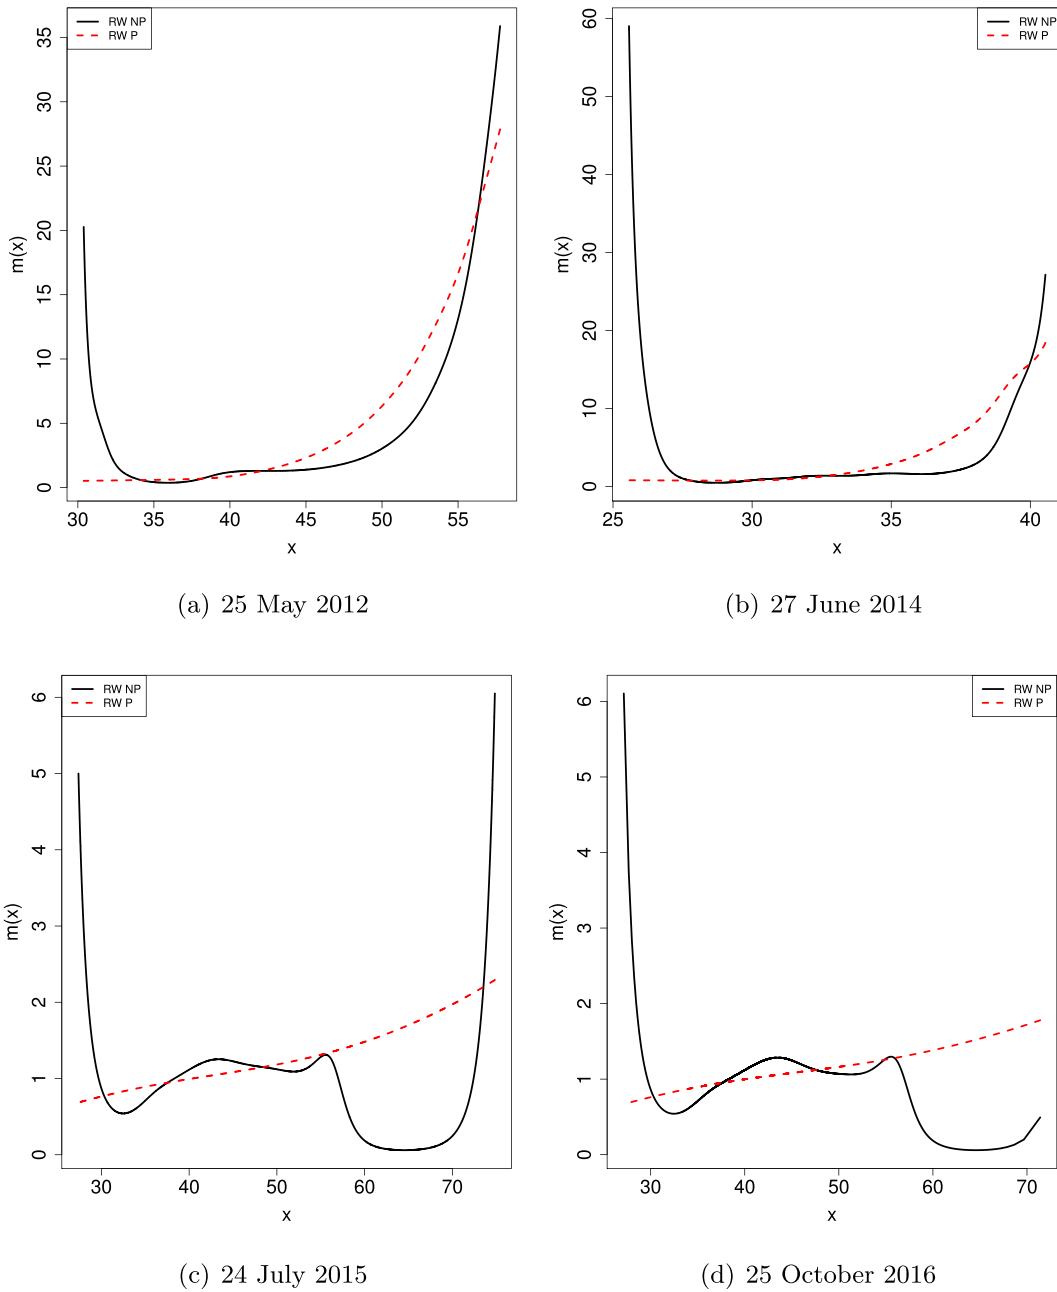 RW NP
RW P
m(x)
35
30
25
20
15
10
5
0
30 35 40 45 50 55
x
(a) 25 May 2012
RW NP
RW P
m(x)
60
50
40
30
20
10
0
25 30 35 40
x
(b) 27 June 2014
RW NP
RW P
m(x)
6
5
4
3
2
1
0
30 40 50 60 70
x
(c) 24 July 2015
RW NP
RW P
m(x)
6
5
4
3
2
1
0
30 40 50 60 70
x
(d) 25 October 2016